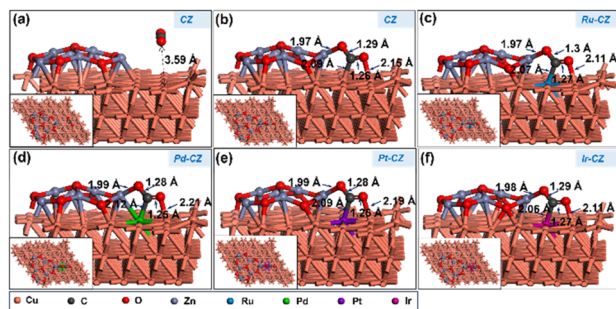 (a) CZ
3.59 Å
(b) CZ
1.97 Å
1.29 Å
2.09 Å
1.26 Å
2.15 Å
(c) Ru-CZ
1.97 Å
1.3 Å
2.11 Å
2.07 Å
1.27 Å
(d) Pd-CZ
1.99 Å
1.28 Å
2.12 Å
2.21 Å
1.26 Å
(e) Pt-CZ
1.99 Å
1.28 Å
2.09 Å
2.19 Å
1.26 Å
(f) Ir-CZ
1.98 Å
1.29 Å
2.06 Å
2.11 Å
1.27 Å
Cu C O Zn Ru Pd Pt Ir